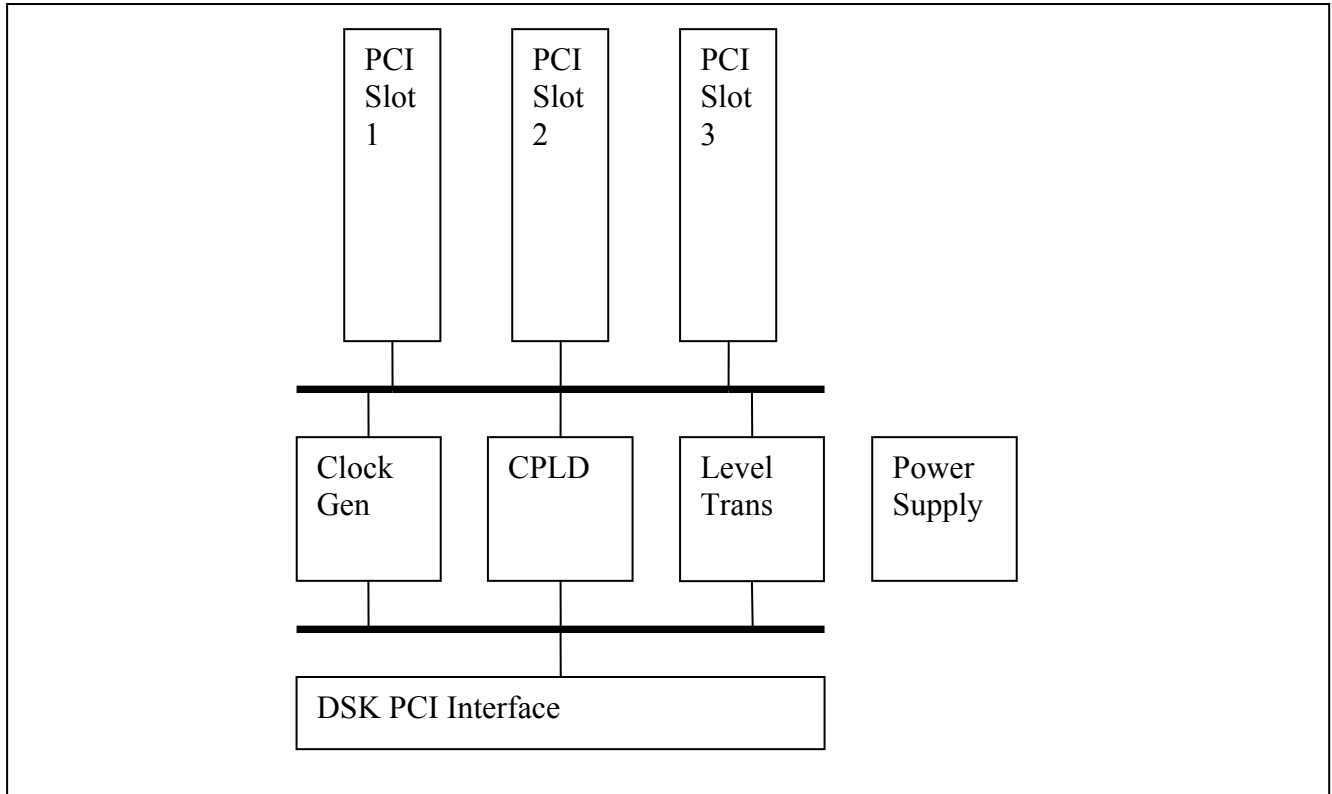 PCI
Slot
1
PCI
Slot
2
PCI
Slot
3
Clock
Gen
CPLD
Level
Trans
Power
Supply
DSK PCI Interface